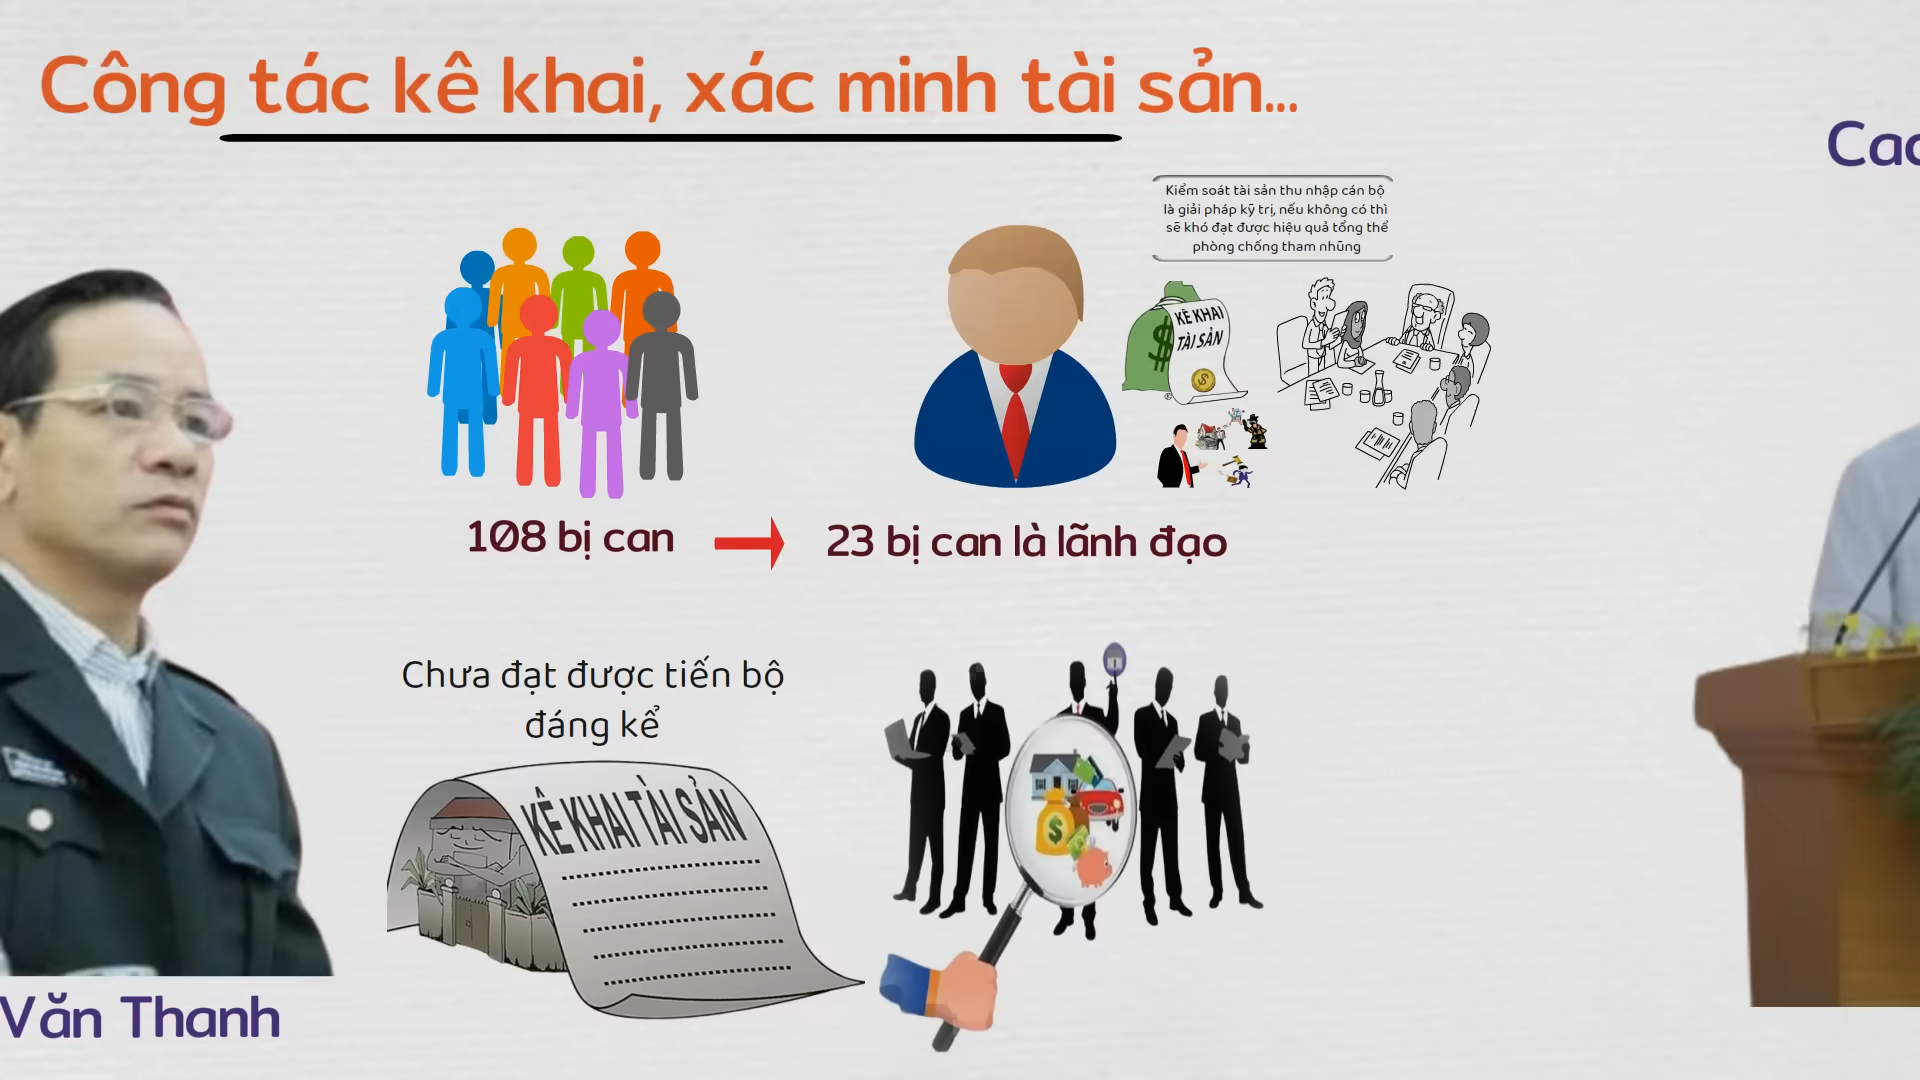 Công tác kê khai, xác minh tài sản...
Cao
Kiểm soát tài sản thu nhập cán bộ
là giải pháp kỹ trị, nếu không có thì
sẽ khó đạt được hiệu quả tổng thể
phòng chống tham nhũng
KÊ KHAI
TÀI SẢN
108 bị can
23 bị can là lãnh đạo
Chưa đạt được tiến bộ
đáng kể
KÊ KHAI TÀI SẢN
Văn Thanh